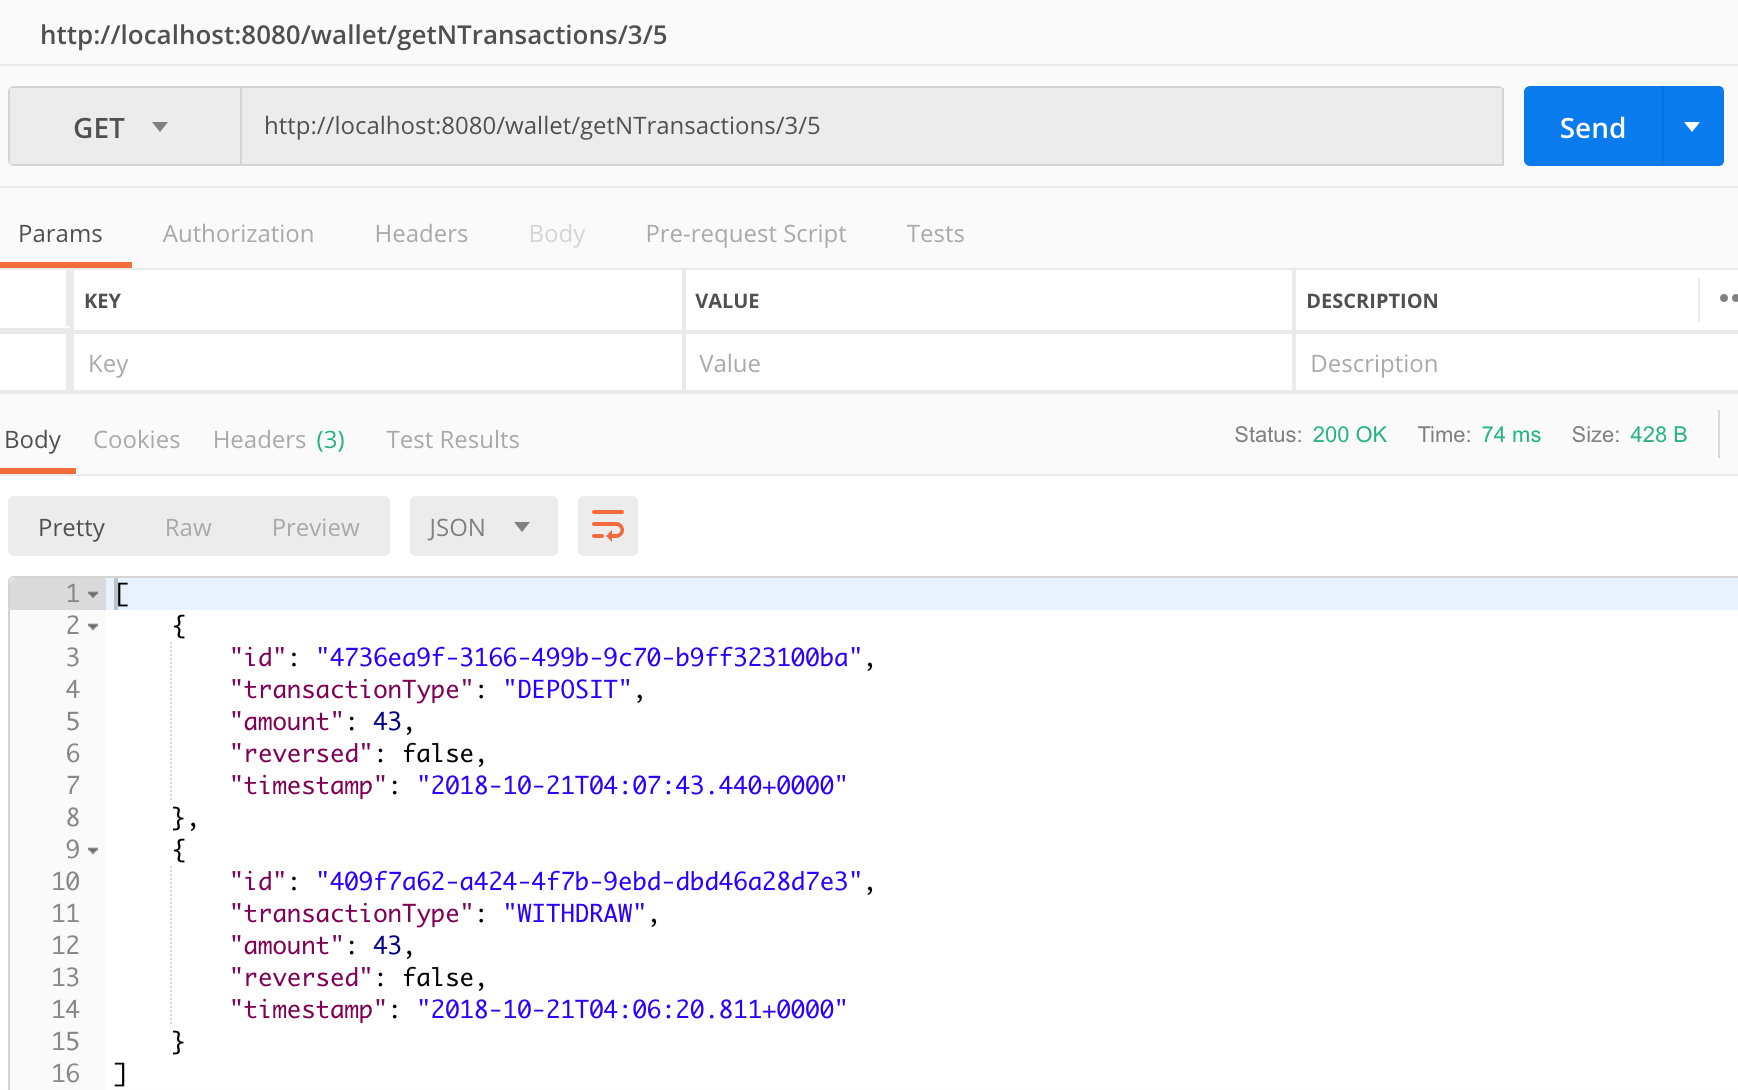 http://localhost:8080/wallet/getNTransactions/3/5
GET http://localhost:8080/wallet/getNTransactions/3/5 Send
Params Authorization Headers Body Pre-request Script Tests
KEY VALUE DESCRIPTION
Key Value Description
Body Cookies Headers (3) Test Results Status: 200 OK Time: 74 ms Size: 428 B
Pretty Raw Preview JSON
1 [
2 {
3 "id": "4736ea9f-3166-499b-9c70-b9ff323100ba",
4 "transactionType": "DEPOSIT",
5 "amount": 43,
6 "reversed": false,
7 "timestamp": "2018-10-21T04:07:43.440+0000"
8 },
9 {
10 "id": "409f7a62-a424-4f7b-9ebd-dbd46a28d7e3",
11 "transactionType": "WITHDRAW",
12 "amount": 43,
13 "reversed": false,
14 "timestamp": "2018-10-21T04:06:20.811+0000"
15 }
16 ]